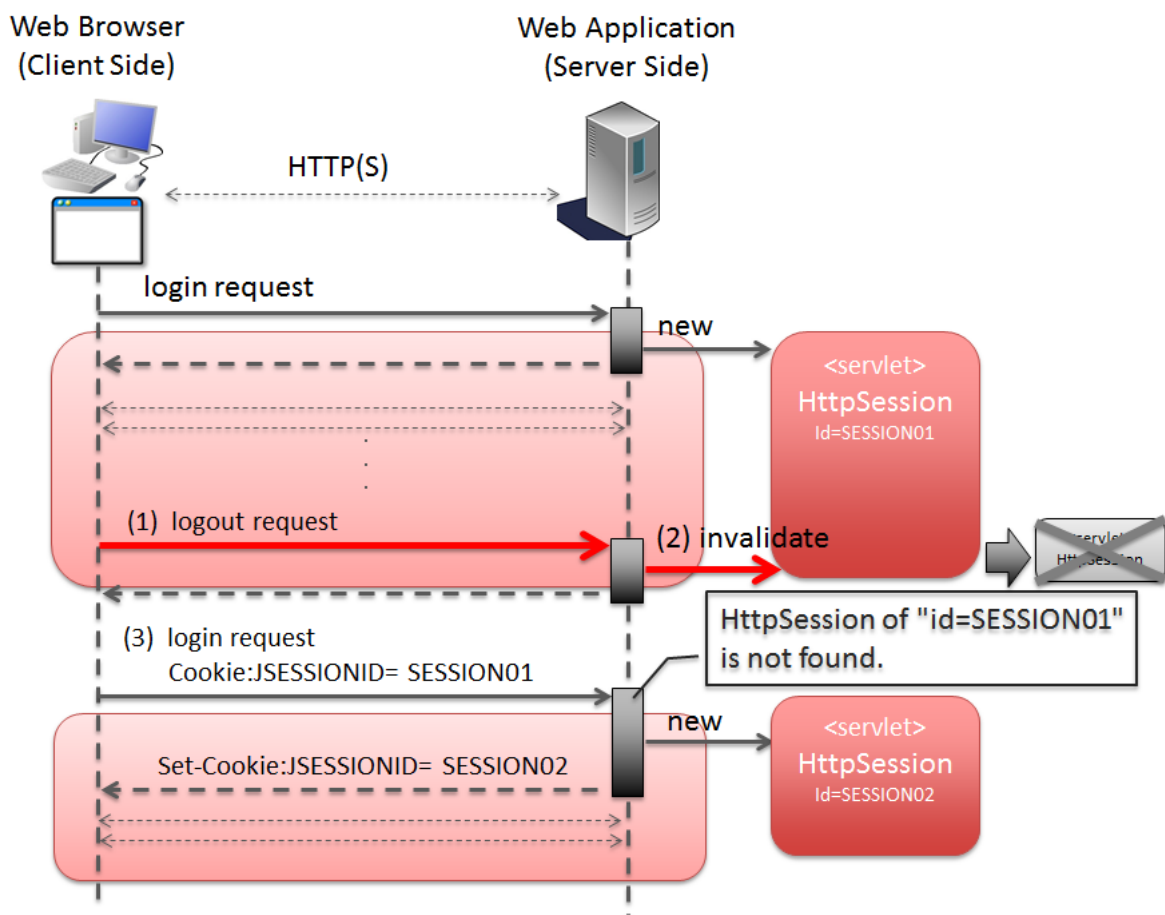 Web Browser
(Client Side)
Web Application
(Server Side)
HTTP(S)
login request
new
<servlet>
HttpSession
Id=SESSION01
.
.
.
(1) logout request
(2) invalidate
HttpSession
HttpSession of "id=SESSION01"
is not found.
(3) login request
Cookie:JSESSIONID= SESSION01
new
<servlet>
HttpSession
Id=SESSION02
Set-Cookie:JSESSIONID= SESSION02